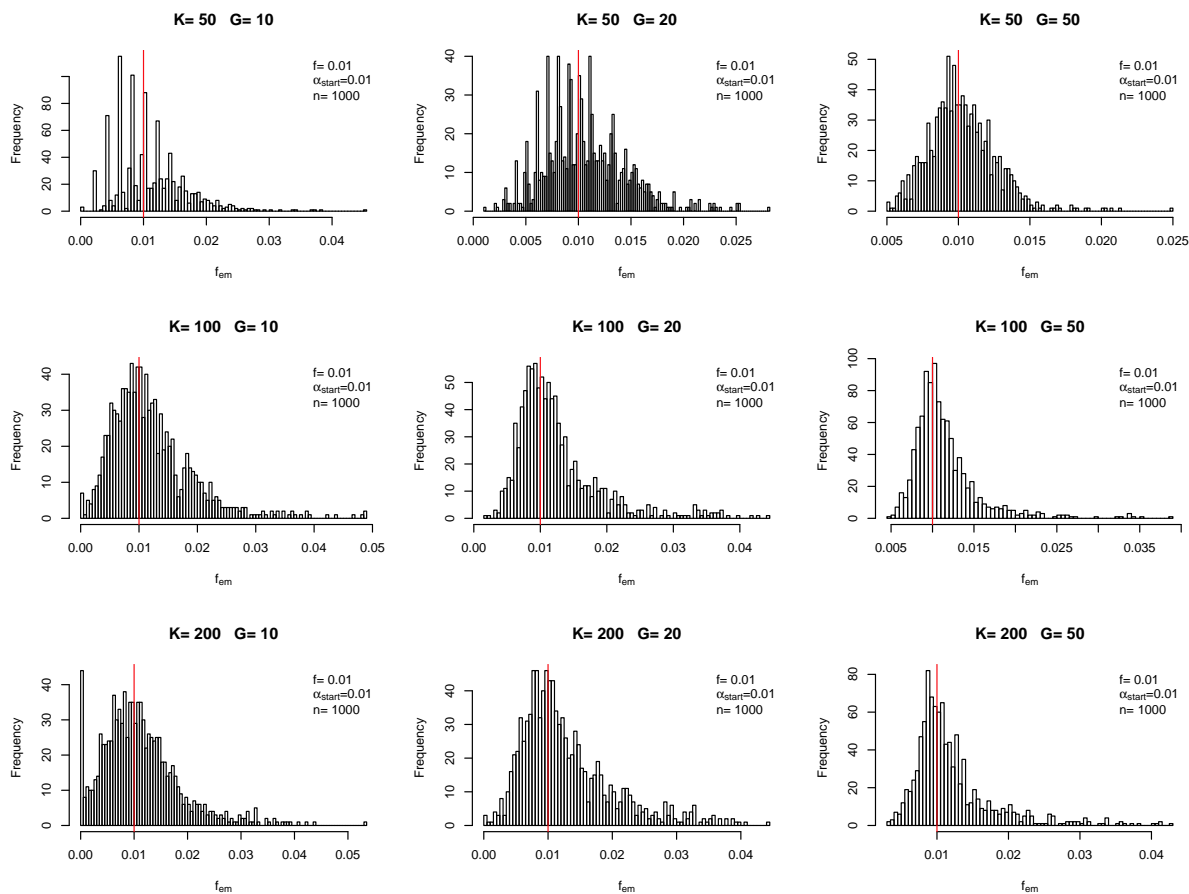 K= 50 G= 10
f= 0.01
αstart=0.01
n= 1000
Frequency
0 20 40 60 80
0.00 0.01 0.02 0.03 0.04
fem
K= 50 G= 20
f= 0.01
αstart=0.01
n= 1000
Frequency
0 10 20 30 40
0.000 0.005 0.010 0.015 0.020 0.025
fem
K= 50 G= 50
f= 0.01
αstart=0.01
n= 1000
Frequency
0 10 20 30 40 50
0.005 0.010 0.015 0.020 0.025
fem
K= 100 G= 10
f= 0.01
αstart=0.01
n= 1000
Frequency
0 10 20 30 40
0.00 0.01 0.02 0.03 0.04 0.05
fem
K= 100 G= 20
f= 0.01
αstart=0.01
n= 1000
Frequency
0 10 20 30 40 50
0.00 0.01 0.02 0.03 0.04
fem
K= 100 G= 50
f= 0.01
αstart=0.01
n= 1000
Frequency
0 20 40 60 80 100
0.005 0.015 0.025 0.035
fem
K= 200 G= 10
f= 0.01
αstart=0.01
n= 1000
Frequency
0 10 20 30 40
0.00 0.01 0.02 0.03 0.04 0.05
fem
K= 200 G= 20
f= 0.01
αstart=0.01
n= 1000
Frequency
0 10 20 30 40
0.00 0.01 0.02 0.03 0.04
fem
K= 200 G= 50
f= 0.01
αstart=0.01
n= 1000
Frequency
0 20 40 60 80
0.01 0.02 0.03 0.04
fem